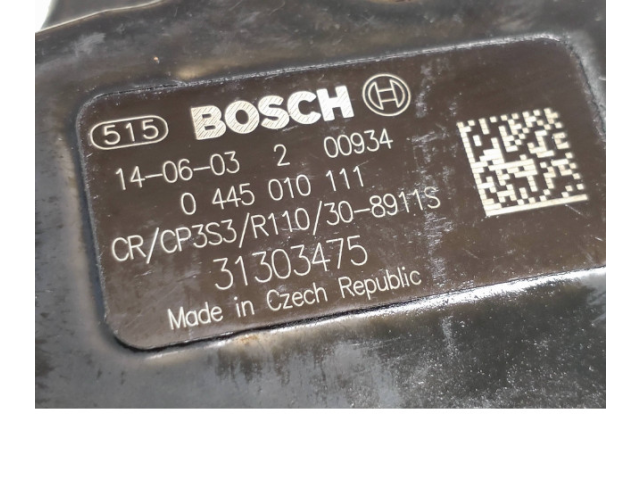 515 BOSCH
14-06-03 2 00934
0 445 010 111
CR/CP3S3/R110/30-8911S
31303475
Made in Czech Republic